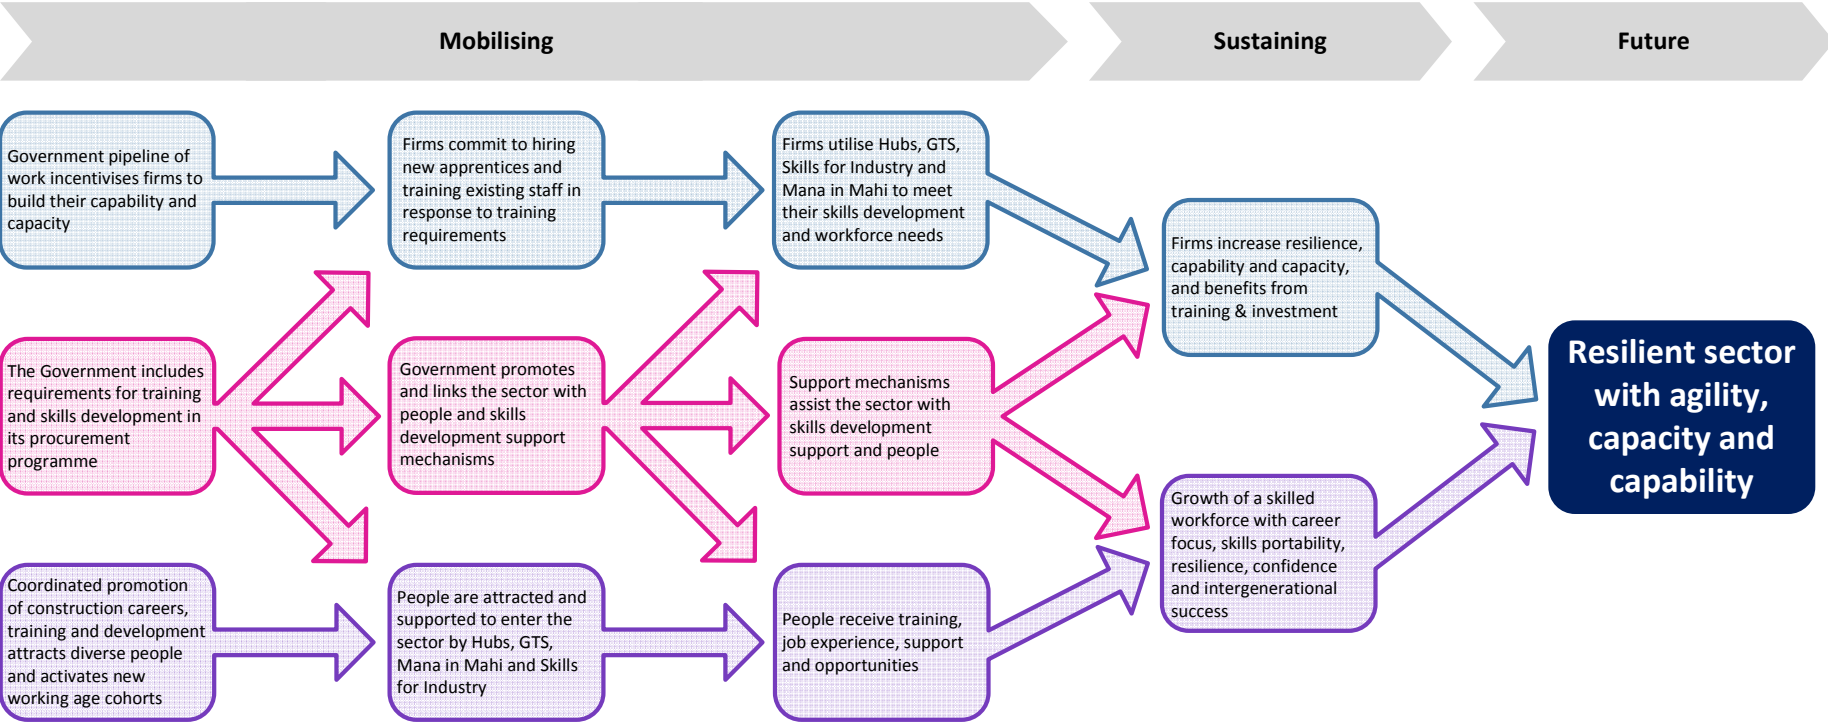 Mobilising
Sustaining
Future
Government pipeline of
work incentivises firms to
build their capability and
capacity
Firms commit to hiring
new apprentices and
training existing staff in
response to training
requirements
Firms utilise Hubs, GTS,
Skills for Industry and
Mana in Mahi to meet
their skills development
and workforce needs
Firms increase resilience,
capability and capacity,
and benefits from
training & investment
The Government includes
requirements for training
and skills development in
its procurement
programme
Government promotes
and links the sector with
people and skills
development support
mechanisms
Support mechanisms
assist the sector with
skills development
support and people
Resilient sector
with agility,
capacity and
capability
Growth of a skilled
workforce with career
focus, skills portability,
resilience, confidence
and intergenerational
success
Coordinated promotion
of construction careers,
training and development
attracts diverse people
and activates new
working age cohorts
People are attracted and
supported to enter the
sector by Hubs, GTS,
Mana in Mahi and Skills
for Industry
People receive training,
job experience, support
and opportunities